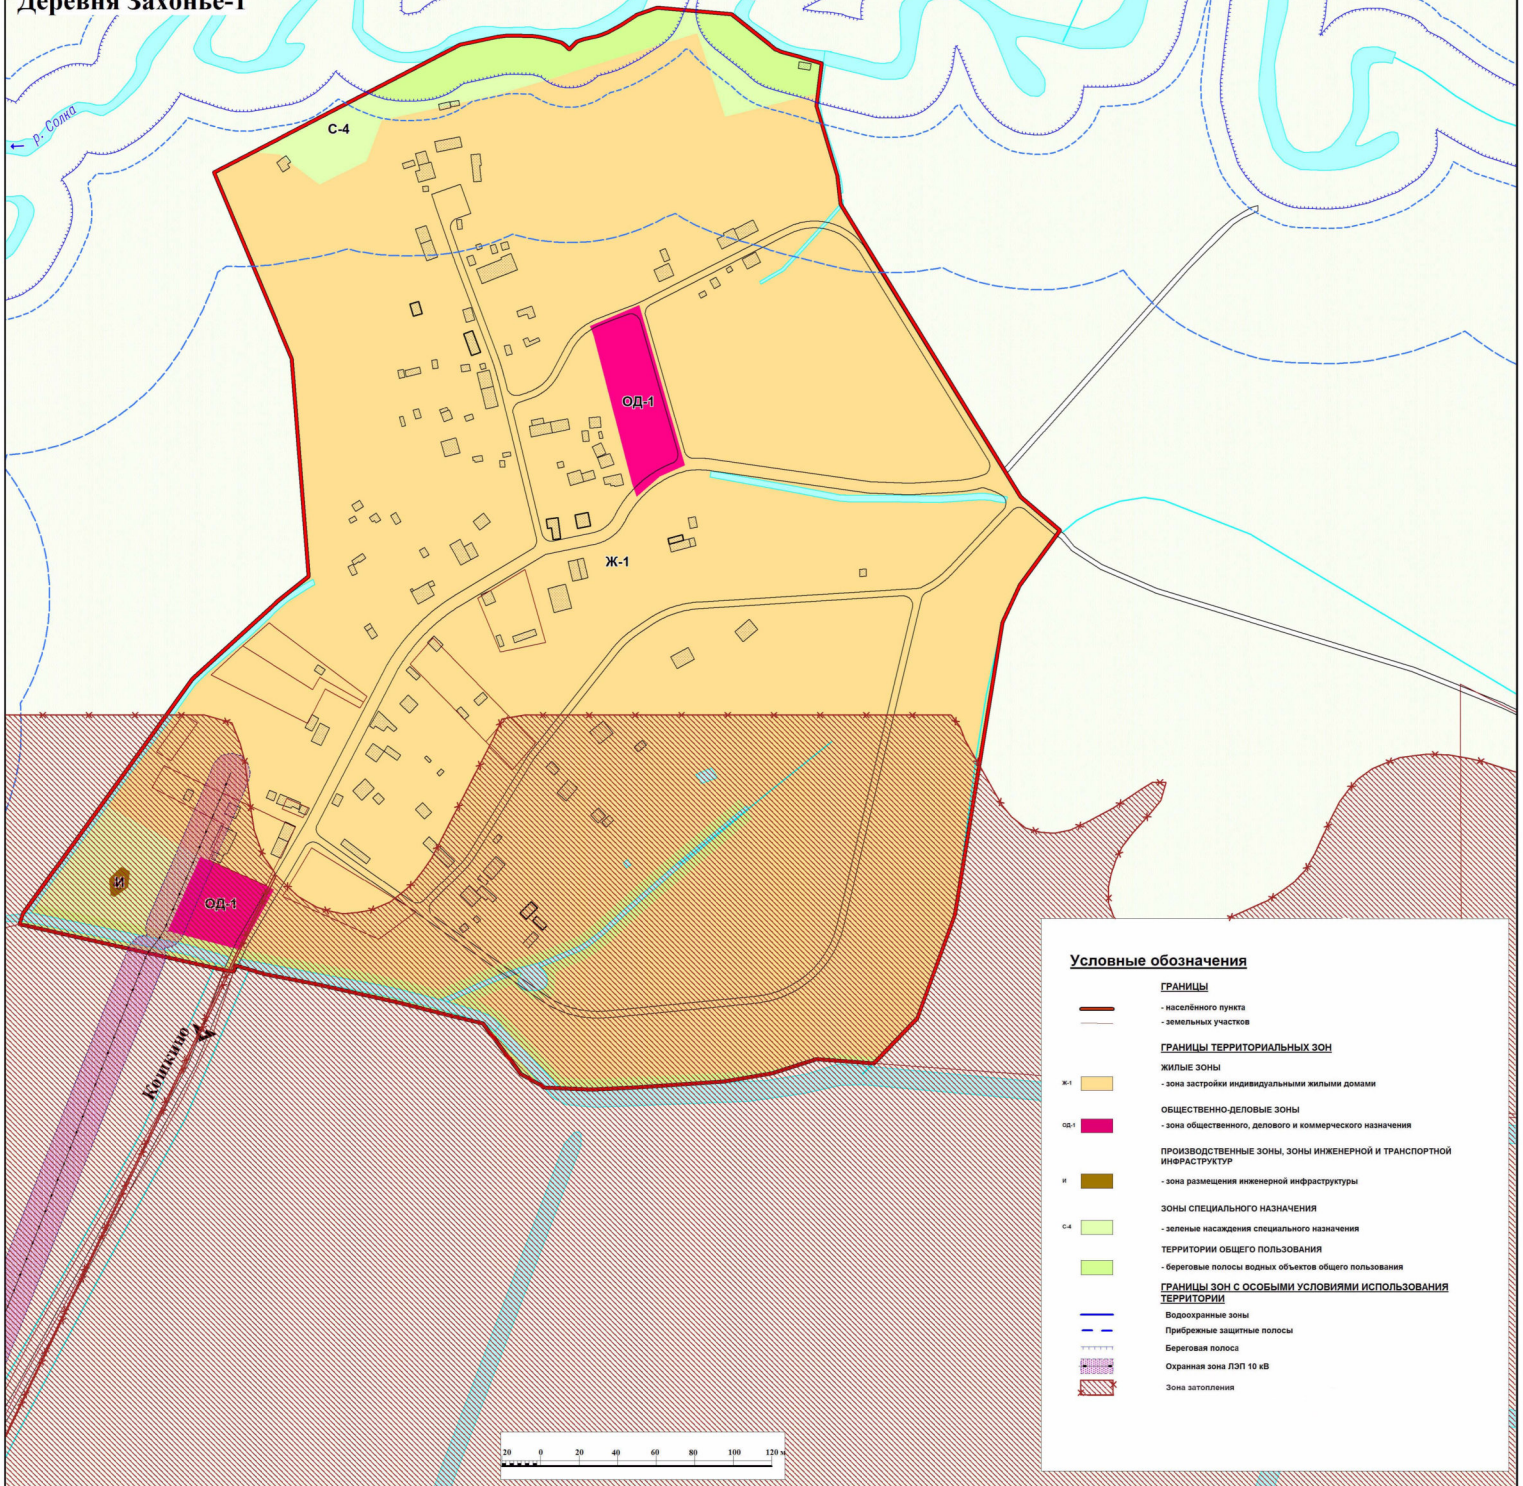 Деревня Захонье-1
р. Солка
С-4
ОД-1
Ж-1
И
ОД-1
Кошкино
Условные обозначения
ГРАНИЦЫ
- населённого пункта
- земельных участков
ГРАНИЦЫ ТЕРРИТОРИАЛЬНЫХ ЗОН
ЖИЛЫЕ ЗОНЫ
Ж-1 - зона застройки индивидуальными жилыми домами
ОБЩЕСТВЕННО-ДЕЛОВЫЕ ЗОНЫ
ОД-1 - зона общественного, делового и коммерческого назначения
ПРОИЗВОДСТВЕННЫЕ ЗОНЫ, ЗОНЫ ИНЖЕНЕРНОЙ И ТРАНСПОРТНОЙ
ИНФРАСТРУКТУР
И - зона размещения инженерной инфраструктуры
ЗОНЫ СПЕЦИАЛЬНОГО НАЗНАЧЕНИЯ
С-4 - зеленые насаждения специального назначения
ТЕРРИТОРИИ ОБЩЕГО ПОЛЬЗОВАНИЯ
- береговые полосы водных объектов общего пользования
ГРАНИЦЫ ЗОН С ОСОБЫМИ УСЛОВИЯМИ ИСПОЛЬЗОВАНИЯ
ТЕРРИТОРИИ
Водоохранные зоны
Прибрежные защитные полосы
Береговая полоса
Охранная зона ЛЭП 10 кВ
Зона затопления
20 0 20 40 60 80 100 120 м